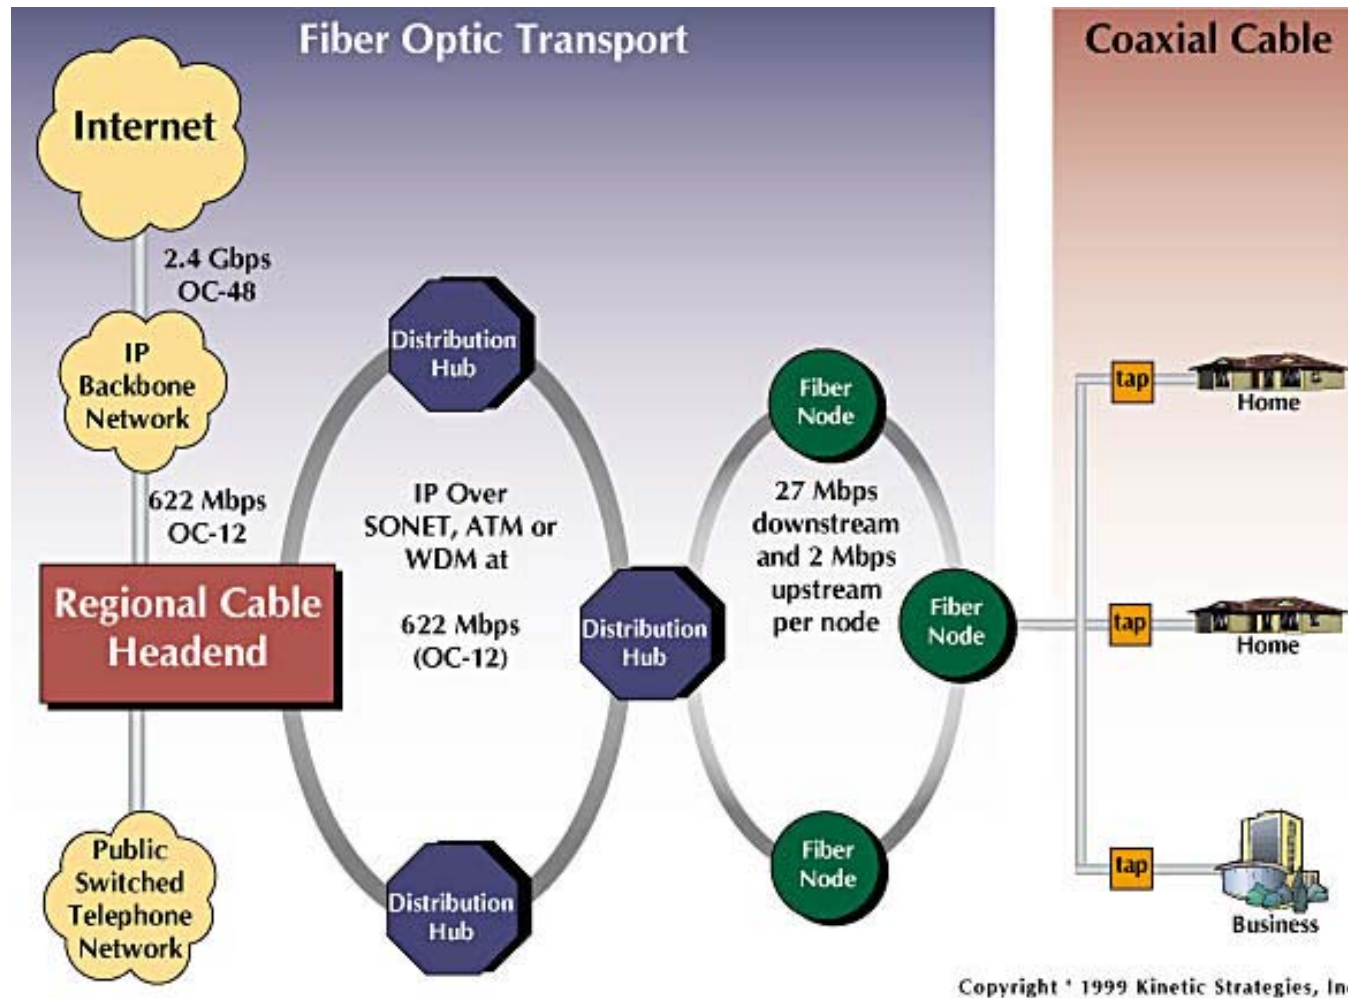 Fiber Optic Transport
Coaxial Cable
Internet
2.4 Gbps
OC-48
IP
Backbone
Network
622 Mbps
OC-12
Regional Cable
Headend
Public
Switched
Telephone
Network
Distribution
Hub
IP Over
SONET, ATM or
WDM at
622 Mbps
(OC-12)
Distribution
Hub
Distribution
Hub
Fiber
Node
27 Mbps
downstream
and 2 Mbps
upstream
per node
Fiber
Node
Fiber
Node
tap
Home
tap
Home
tap
Business
Copyright ' 1999 Kinetic Strategies, Inc